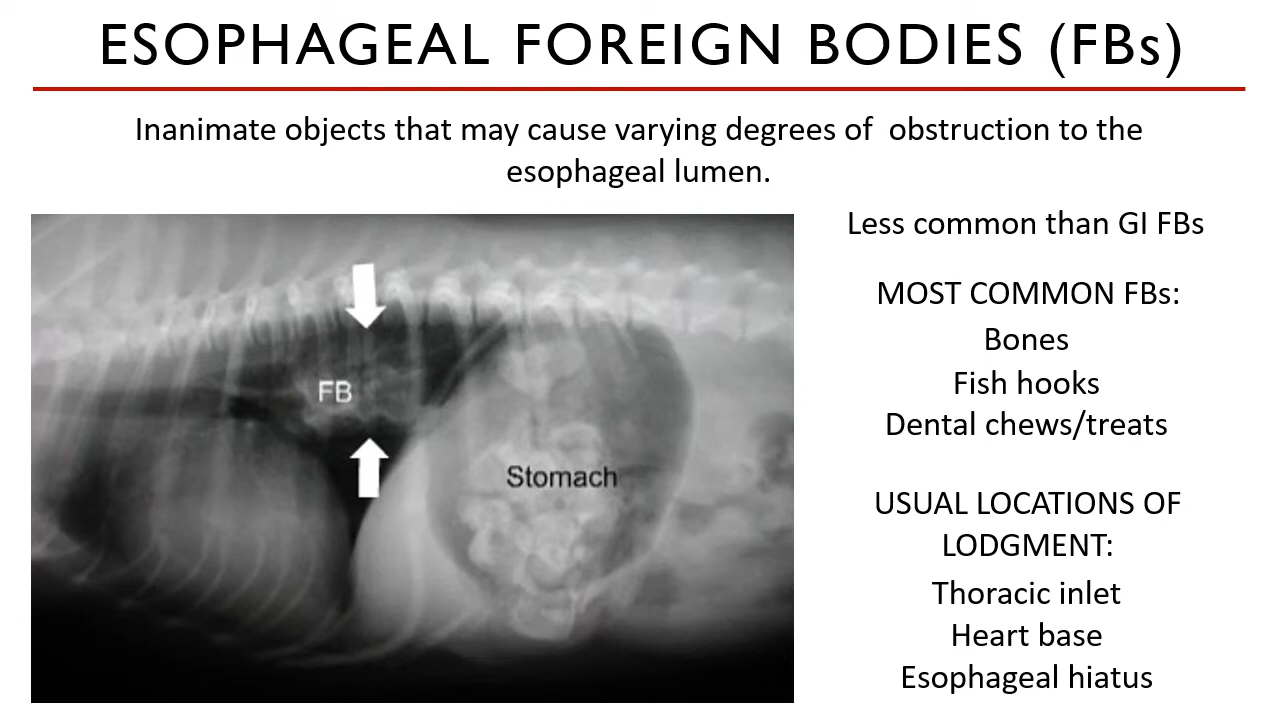 ESOPHAGEAL FOREIGN BODIES (FBs)
Inanimate objects that may cause varying degrees of  obstruction to the
esophageal lumen.
FB
Stomach
Less common than GI FBs
MOST COMMON FBs:
Bones
Fish hooks
Dental chews/treats
USUAL LOCATIONS OF
LODGMENT:
Thoracic inlet
Heart base
Esophageal hiatus